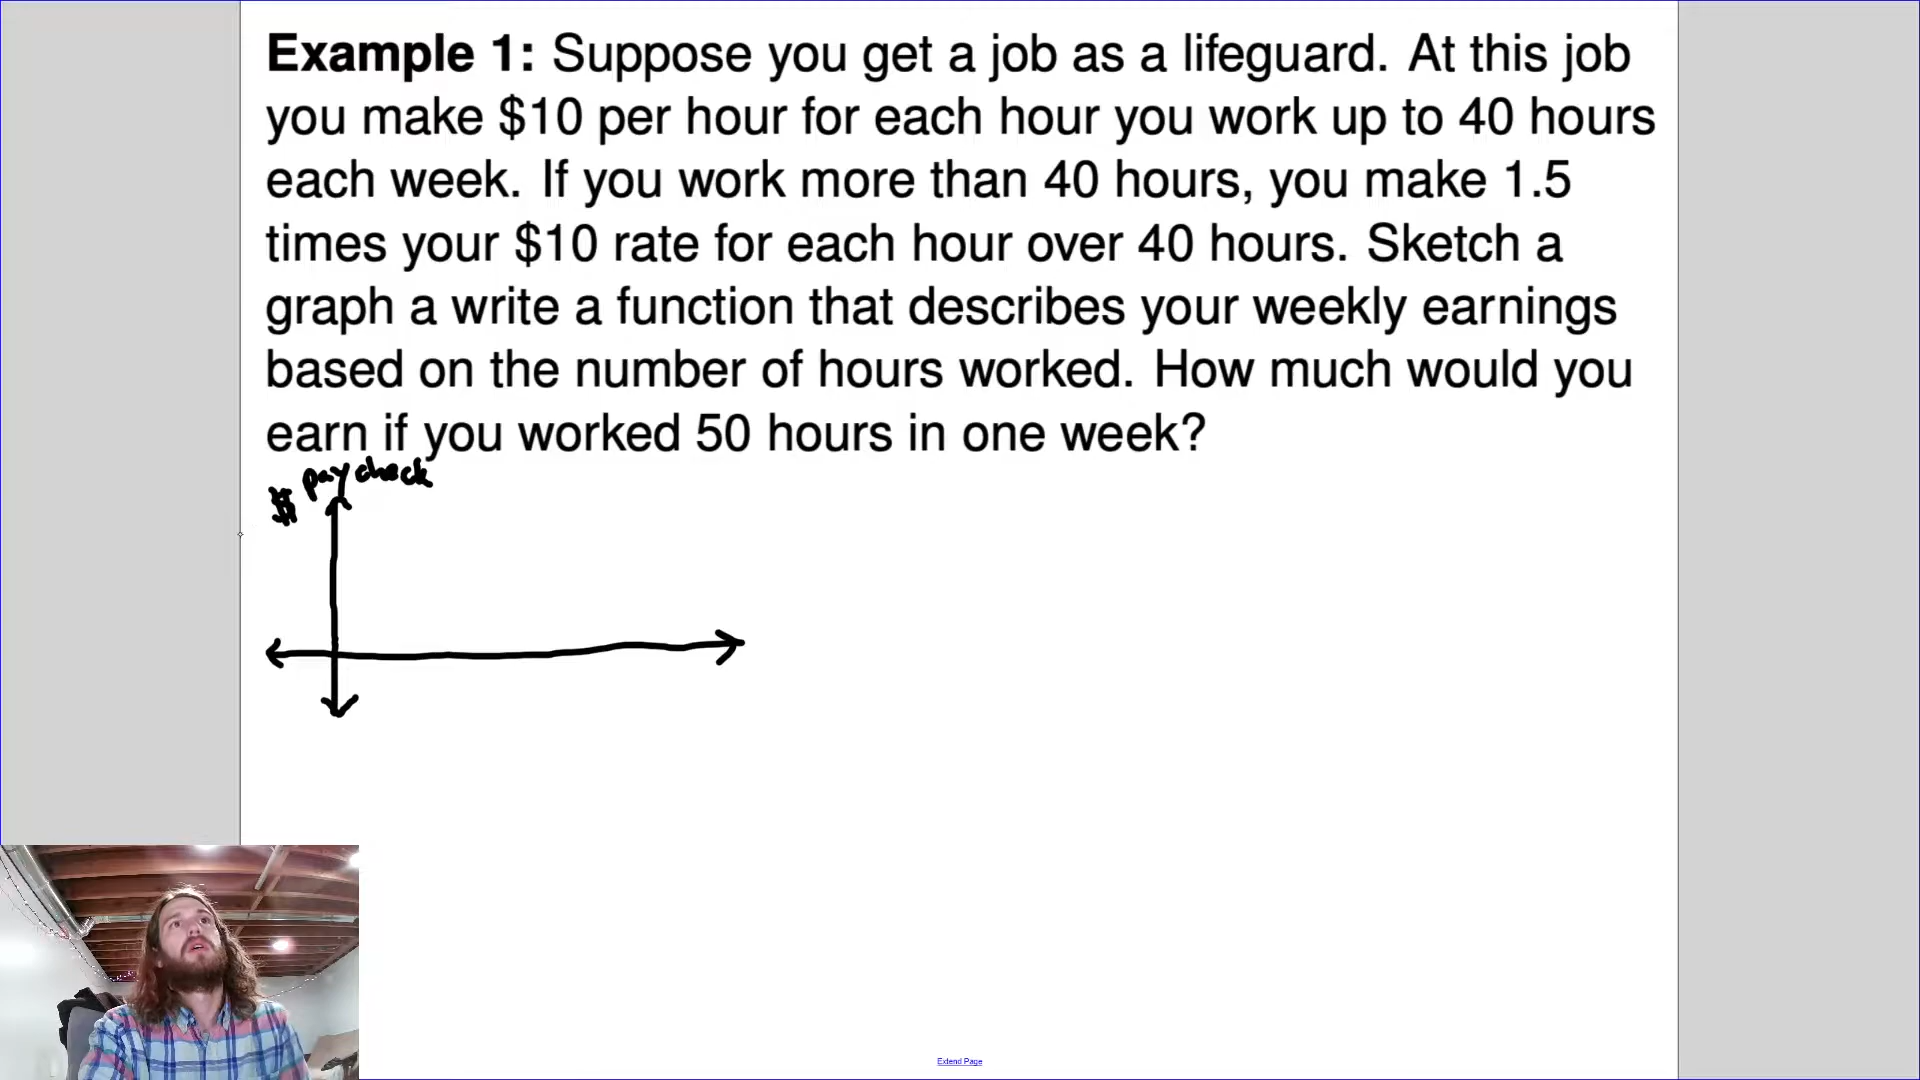 Example 1: Suppose you get a job as a lifeguard. At this job
you make $10 per hour for each hour you work up to 40 hours
each week. If you work more than 40 hours, you make 1.5
times your $10 rate for each hour over 40 hours. Sketch a
graph a write a function that describes your weekly earnings
based on the number of hours worked. How much would you
earn if you worked 50 hours in one week?
paycheck
$
Extend Page